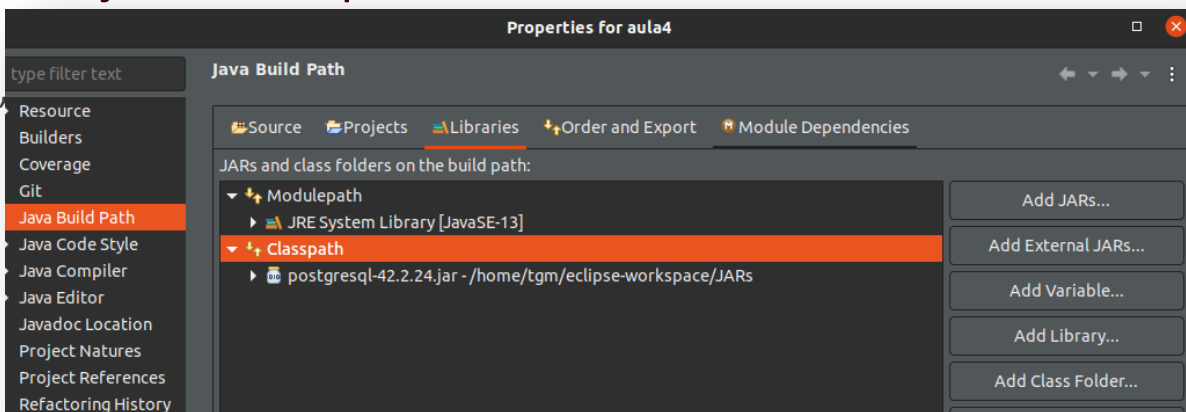 Properties for aula4
type filter text
Java Build Path
Resource
Builders
Coverage
Git
Java Build Path
Java Code Style
Java Compiler
Java Editor
Javadoc Location
Project Natures
Project References
Refactoring History
Source Projects Libraries Order and Export Module Dependencies
JARs and class folders on the build path:
Modulepath
JRE System Library [JavaSE-13]
Classpath
postgresql-42.2.24.jar - /home/tgm/eclipse-workspace/JARs
Add JARs...
Add External JARs...
Add Variable...
Add Library...
Add Class Folder...